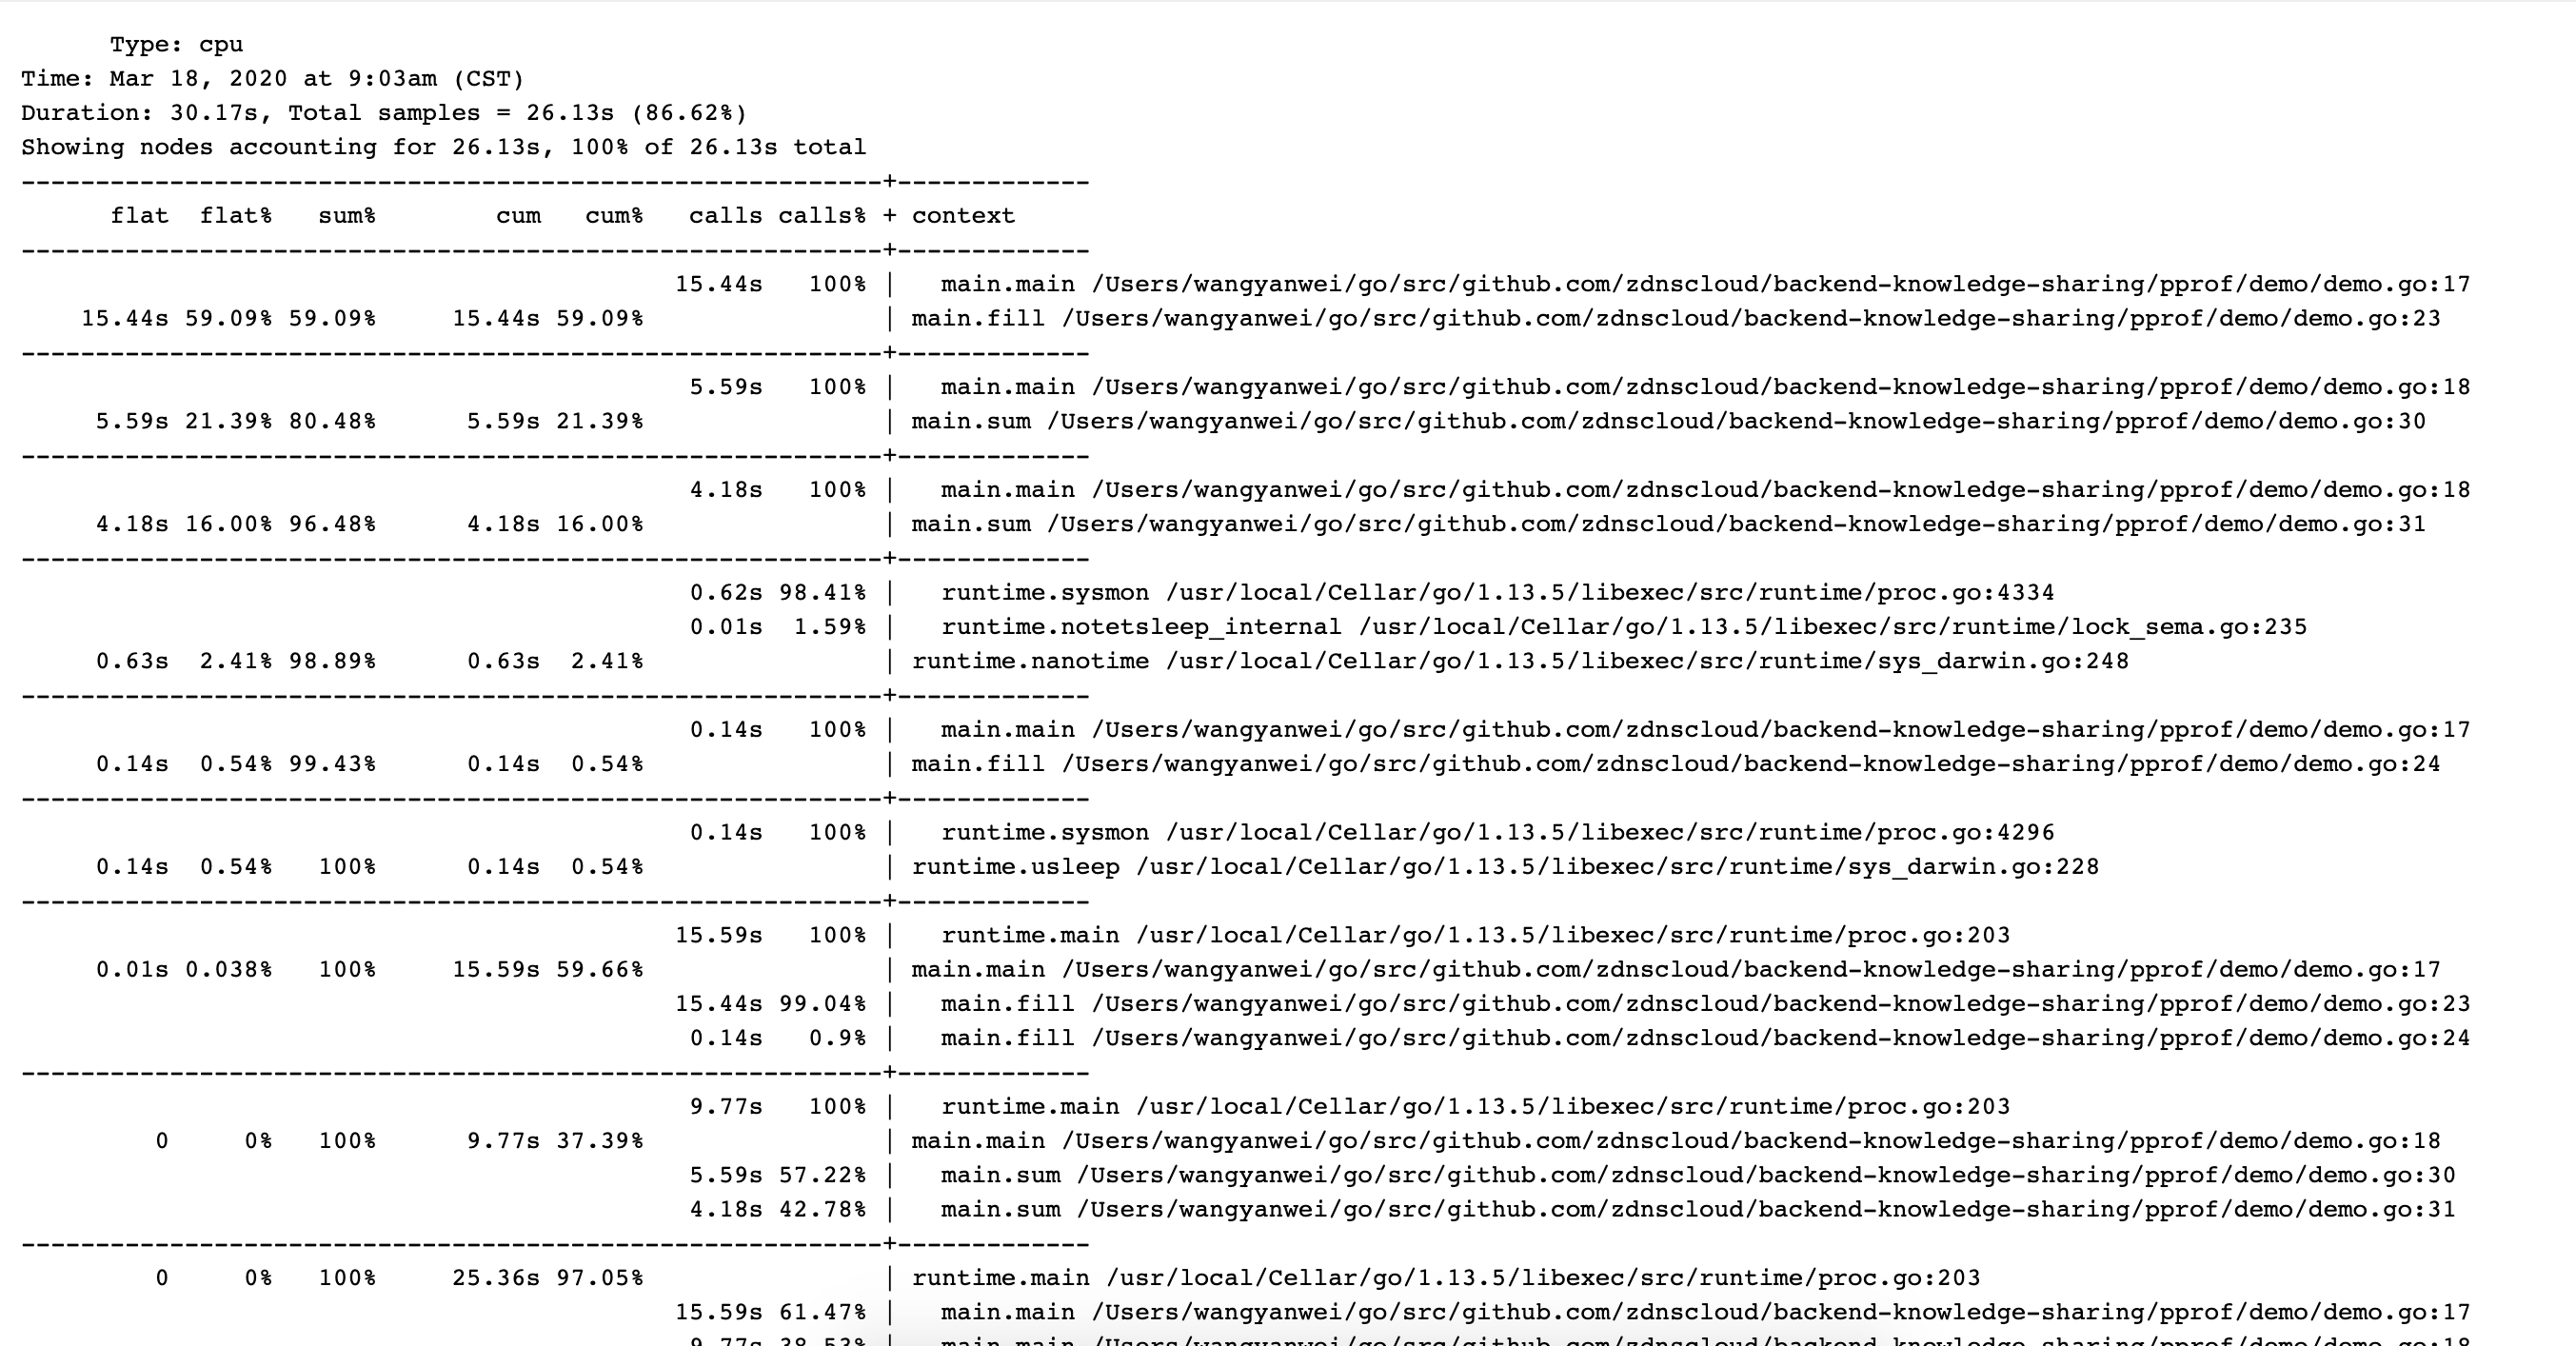 Type: cpu
Time: Mar 18, 2020 at 9:03am (CST)
Duration: 30.17s, Total samples = 26.13s (86.62%)
Showing nodes accounting for 26.13s, 100% of 26.13s total
----------------------------------------------------------+-------------
flat flat% sum% cum cum% calls calls% + context
----------------------------------------------------------+-------------
15.44s 100% | main.main /Users/wangyanwei/go/src/github.com/zdnscloud/backend-knowledge-sharing/pprof/demo/demo.go:17
15.44s 59.09% 59.09% 15.44s 59.09% | main.fill /Users/wangyanwei/go/src/github.com/zdnscloud/backend-knowledge-sharing/pprof/demo/demo.go:23
----------------------------------------------------------+-------------
5.59s 100% | main.main /Users/wangyanwei/go/src/github.com/zdnscloud/backend-knowledge-sharing/pprof/demo/demo.go:18
5.59s 21.39% 80.48% 5.59s 21.39% | main.sum /Users/wangyanwei/go/src/github.com/zdnscloud/backend-knowledge-sharing/pprof/demo/demo.go:30
----------------------------------------------------------+-------------
4.18s 100% | main.main /Users/wangyanwei/go/src/github.com/zdnscloud/backend-knowledge-sharing/pprof/demo/demo.go:18
4.18s 16.00% 96.48% 4.18s 16.00% | main.sum /Users/wangyanwei/go/src/github.com/zdnscloud/backend-knowledge-sharing/pprof/demo/demo.go:31
----------------------------------------------------------+-------------
0.62s 98.41% | runtime.sysmon /usr/local/Cellar/go/1.13.5/libexec/src/runtime/proc.go:4334
0.01s 1.59% | runtime.notetsleep_internal /usr/local/Cellar/go/1.13.5/libexec/src/runtime/lock_sema.go:235
0.63s 2.41% 98.89% 0.63s 2.41% | runtime.nanotime /usr/local/Cellar/go/1.13.5/libexec/src/runtime/sys_darwin.go:248
----------------------------------------------------------+-------------
0.14s 100% | main.main /Users/wangyanwei/go/src/github.com/zdnscloud/backend-knowledge-sharing/pprof/demo/demo.go:17
0.14s 0.54% 99.43% 0.14s 0.54% | main.fill /Users/wangyanwei/go/src/github.com/zdnscloud/backend-knowledge-sharing/pprof/demo/demo.go:24
----------------------------------------------------------+-------------
0.14s 100% | runtime.sysmon /usr/local/Cellar/go/1.13.5/libexec/src/runtime/proc.go:4296
0.14s 0.54% 100% 0.14s 0.54% | runtime.usleep /usr/local/Cellar/go/1.13.5/libexec/src/runtime/sys_darwin.go:228
----------------------------------------------------------+-------------
15.59s 100% | runtime.main /usr/local/Cellar/go/1.13.5/libexec/src/runtime/proc.go:203
0.01s 0.038% 100% 15.59s 59.66% | main.main /Users/wangyanwei/go/src/github.com/zdnscloud/backend-knowledge-sharing/pprof/demo/demo.go:17
15.44s 99.04% | main.fill /Users/wangyanwei/go/src/github.com/zdnscloud/backend-knowledge-sharing/pprof/demo/demo.go:23
0.14s 0.9% | main.fill /Users/wangyanwei/go/src/github.com/zdnscloud/backend-knowledge-sharing/pprof/demo/demo.go:24
----------------------------------------------------------+-------------
9.77s 100% | runtime.main /usr/local/Cellar/go/1.13.5/libexec/src/runtime/proc.go:203
0 0% 100% 9.77s 37.39% | main.main /Users/wangyanwei/go/src/github.com/zdnscloud/backend-knowledge-sharing/pprof/demo/demo.go:18
5.59s 57.22% | main.sum /Users/wangyanwei/go/src/github.com/zdnscloud/backend-knowledge-sharing/pprof/demo/demo.go:30
4.18s 42.78% | main.sum /Users/wangyanwei/go/src/github.com/zdnscloud/backend-knowledge-sharing/pprof/demo/demo.go:31
----------------------------------------------------------+-------------
0 0% 100% 25.36s 97.05% | runtime.main /usr/local/Cellar/go/1.13.5/libexec/src/runtime/proc.go:203
15.59s 61.47% | main.main /Users/wangyanwei/go/src/github.com/zdnscloud/backend-knowledge-sharing/pprof/demo/demo.go:17